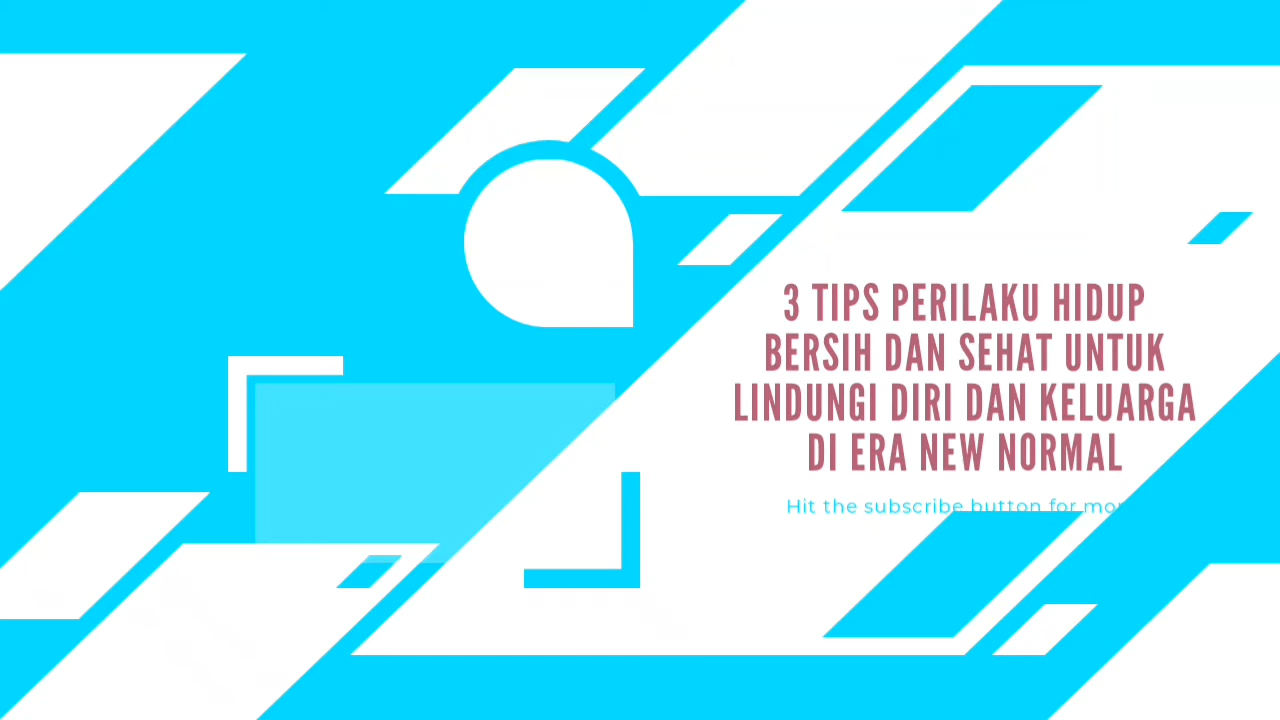 3 TIPS PERILAKU HIDUP
BERSIH DAN SEHAT UNTUK
LINDUNGI DIRI DAN KELUARGA
DI ERA NEW NORMAL
Hit the subscribe button for